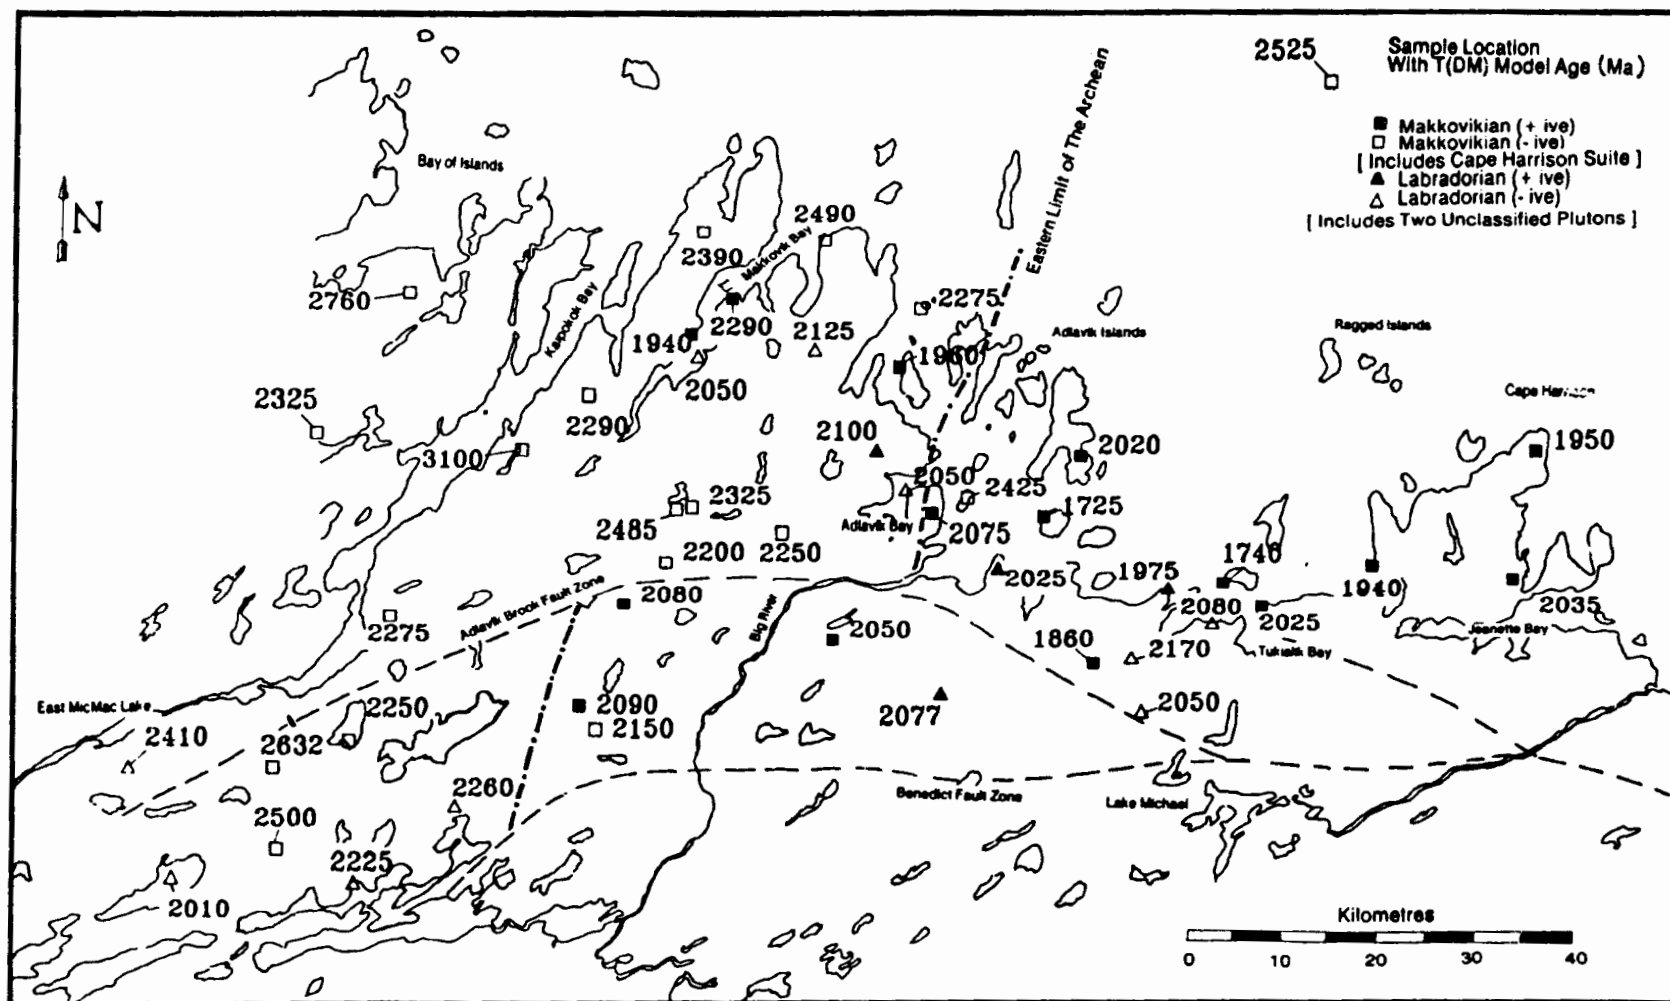 2525
Sample Location
With T(DM) Model Age (Ma)
Makkovikian (+ ive)
Makkovikian (- ive)
[ Includes Cape Harrison Suite ]
Labradorian (+ ive)
Labradorian (- ive)
[ Includes Two Unclassified Plutons ]
Eastern Limit of The Archean
Bay of Islands
N
2490
2390
Makkovik Bay
2760
Kaipokok Bay
2275
2290
2125
1940
1960
Adlavik Islands
Ragged Islands
2050
Cape Harrison
2325
2290
2100
2020
1950
3100
2050
2425
2325
1725
2485
Adlavik Bay
2075
2200
2250
1740
2025
1975
2080
1940
Adlavik Brook Fault Zone
2080
2025
2035
2275
Big River
2050
1860
2170
Tukialik Bay
Jeanette Bay
East MicMac Lake
2250
2090
2050
2410
2632
2150
2077
2260
Benedict Fault Zone
Lake Michael
2500
2225
2010
Kilometres
0 10 20 30 40